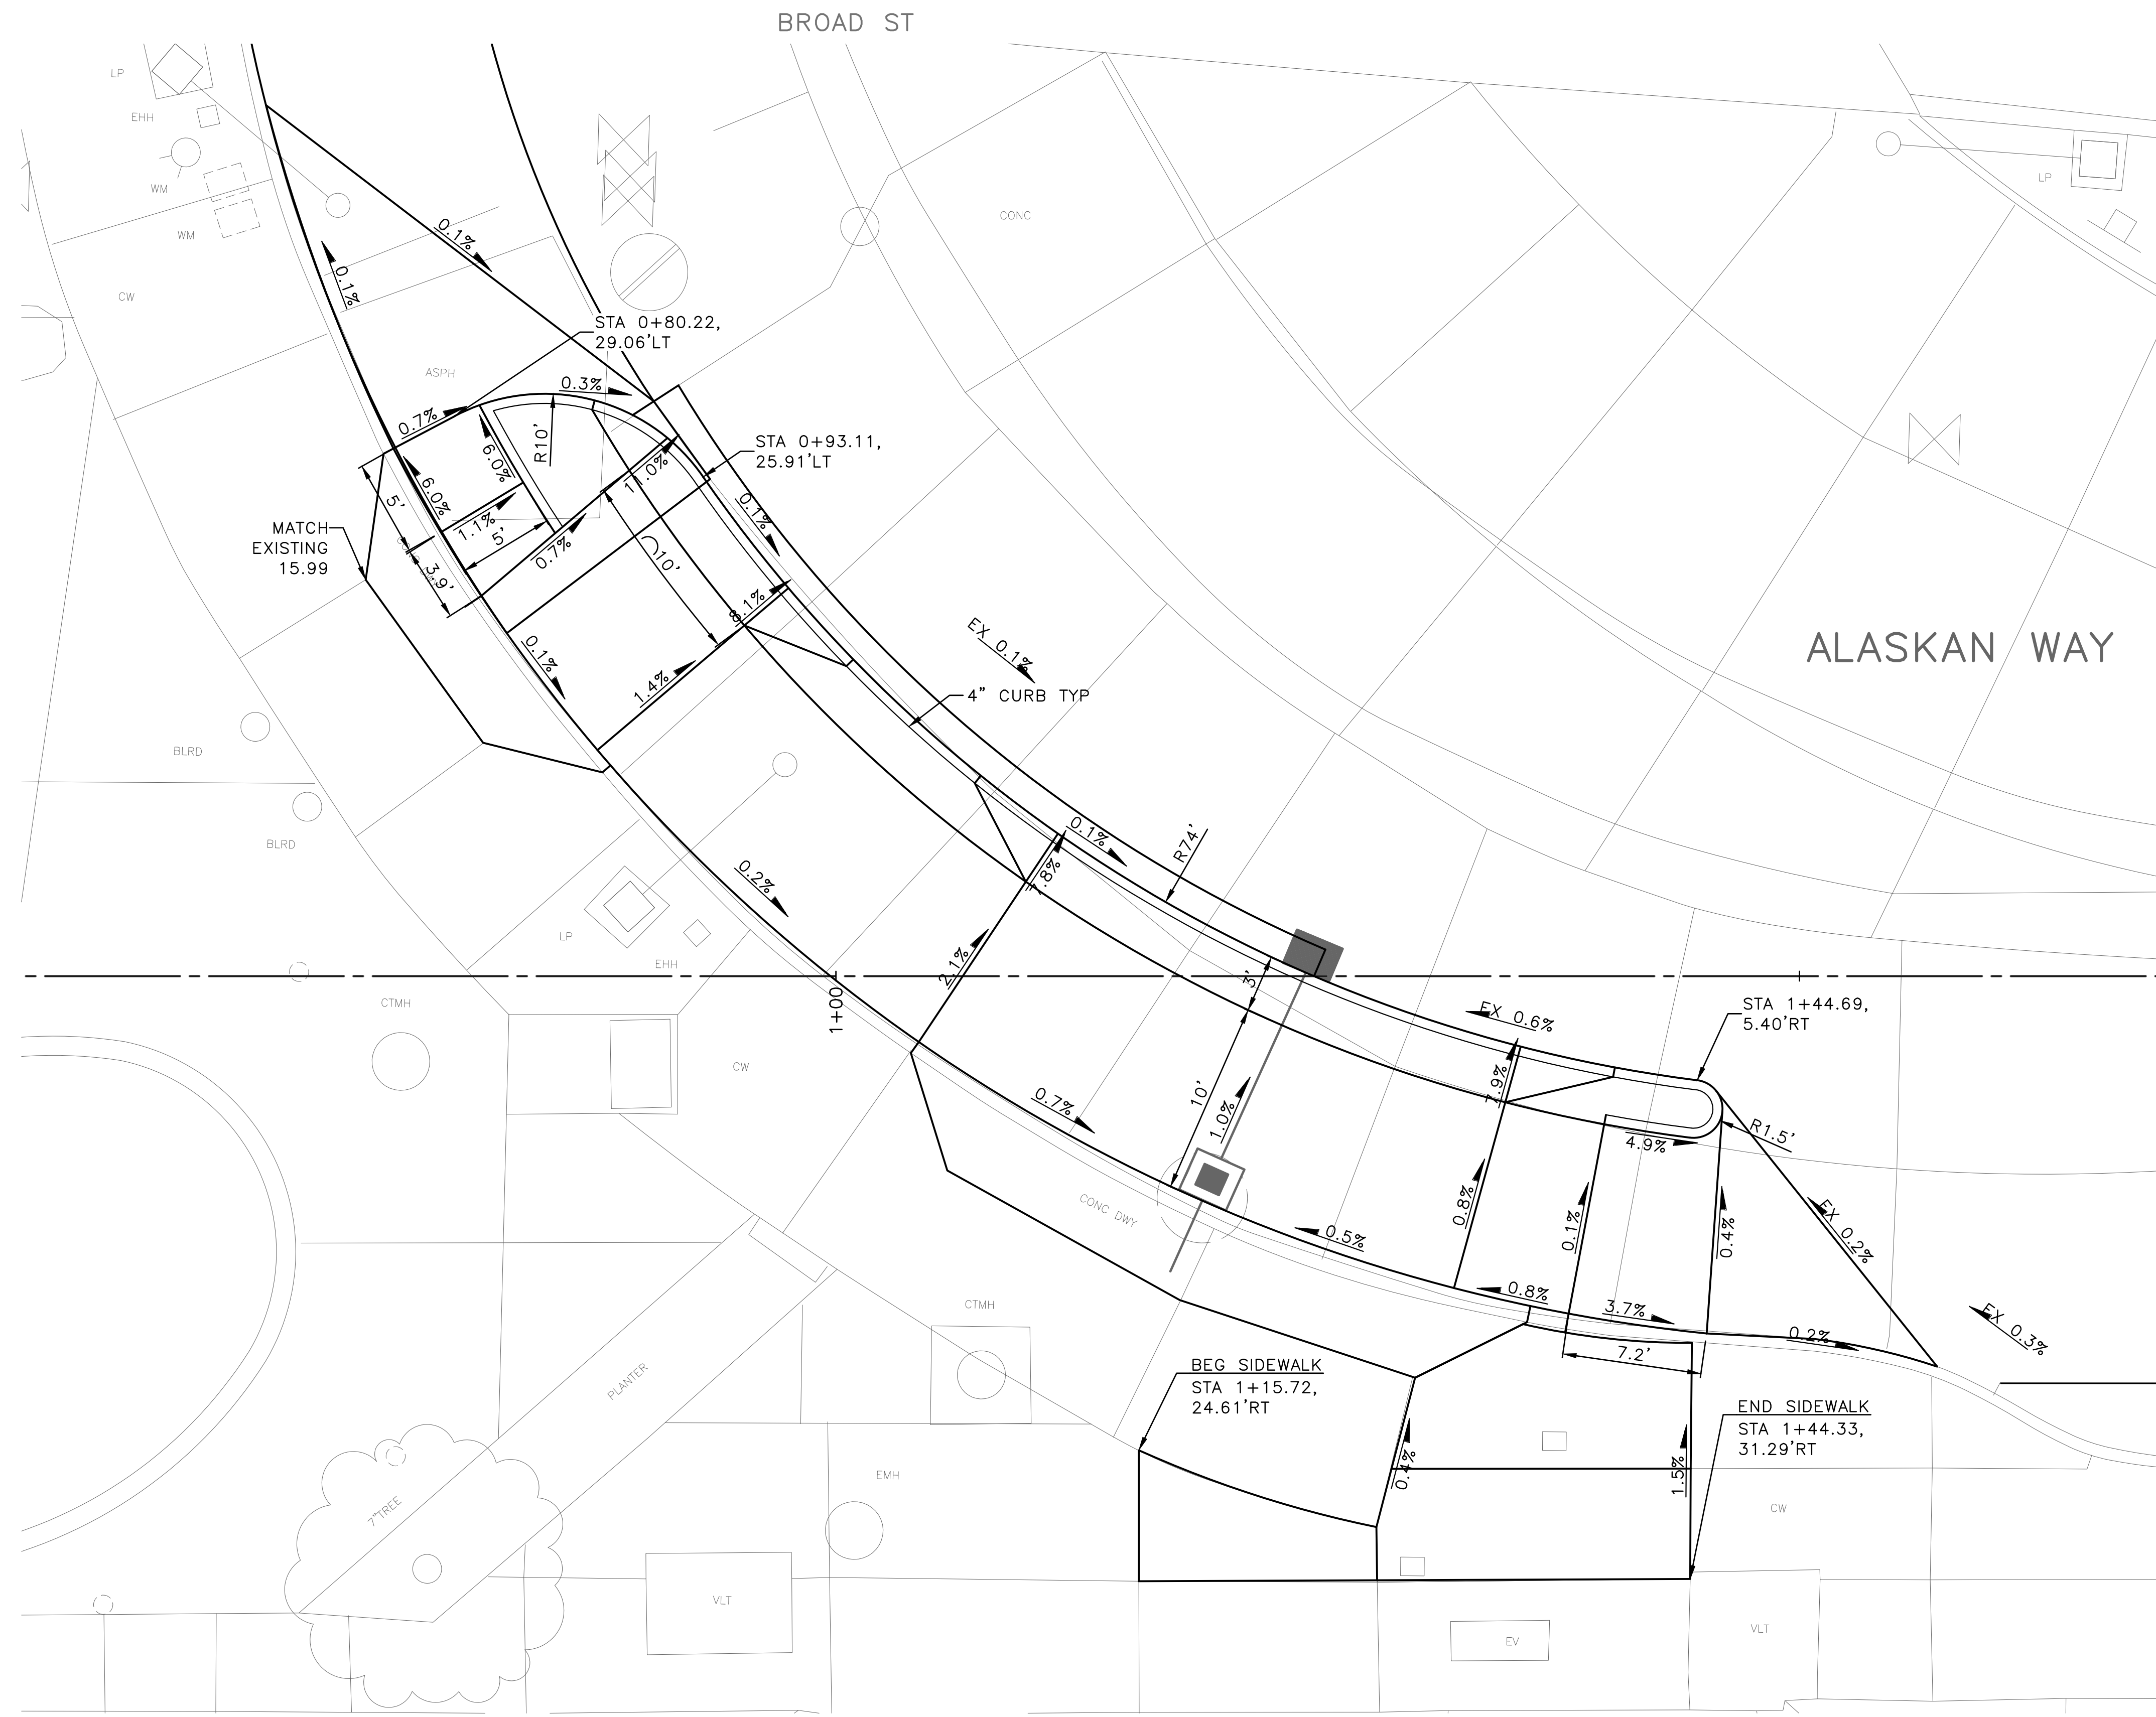 BROAD ST
LP
EHH
WM
WM
CW
ASPH
CONC
LP
0.1%
0.1%
STA 0+80.22,
29.06'LT
0.3%
0.7%
R10'
6.0%
6.0%
11.0%
STA 0+93.11,
25.91'LT
5'
1.1%
5'
0.7%
3.9'
10'
MATCH
EXISTING
15.99
0.1%
8.1%
0.1%
1.4%
EX 0.1%
4" CURB TYP
ALASKAN WAY
BLRD
BLRD
LP
EHH
CTMH
CW
0.2%
0.1%
7.8%
R74'
2.1%
1+00
3'
10'
1.0%
0.7%
EX 0.6%
STA 1+44.69,
5.40'RT
7.9%
R1.5'
4.9%
0.8%
0.1%
0.4%
EX 0.2%
EX 0.3%
CONC DWY
0.5%
0.8%
3.7%
0.2%
7.2'
CTMH
PLANTER
BEG SIDEWALK
STA 1+15.72,
24.61'RT
END SIDEWALK
STA 1+44.33,
31.29'RT
0.4%
1.5%
7"TREE
EMH
CW
VLT
EV
VLT